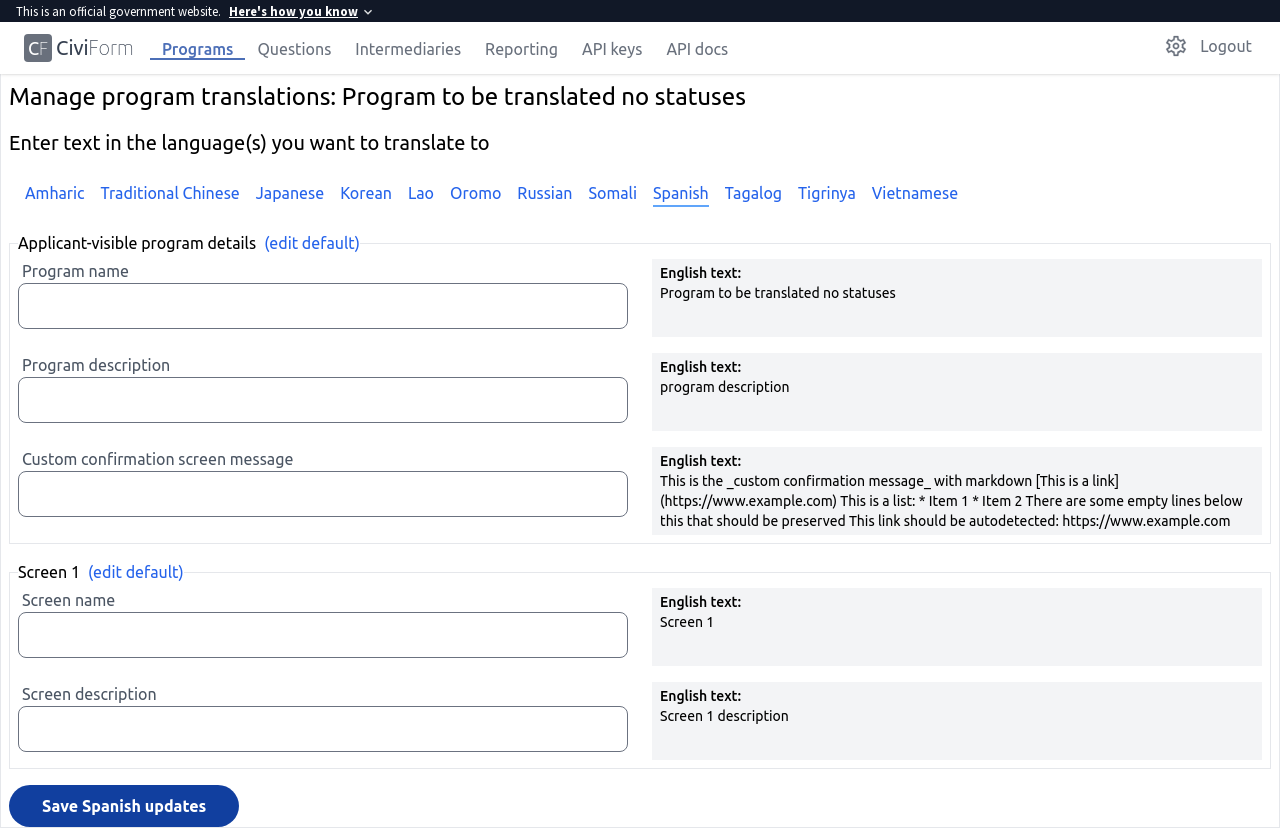 This is an official government website. Here's how you know
CF CiviForm Programs Questions Intermediaries Reporting API keys API docs Logout
Manage program translations: Program to be translated no statuses
Enter text in the language(s) you want to translate to
Amharic Traditional Chinese Japanese Korean Lao Oromo Russian Somali Spanish Tagalog Tigrinya Vietnamese
Applicant-visible program details (edit default)
Program name
English text:
Program to be translated no statuses
Program description
English text:
program description
Custom confirmation screen message
English text:
This is the _custom confirmation message_ with markdown [This is a link]
(https://www.example.com) This is a list: * Item 1 * Item 2 There are some empty lines below
this that should be preserved This link should be autodetected: https://www.example.com
Screen 1 (edit default)
Screen name
English text:
Screen 1
Screen description
English text:
Screen 1 description
Save Spanish updates